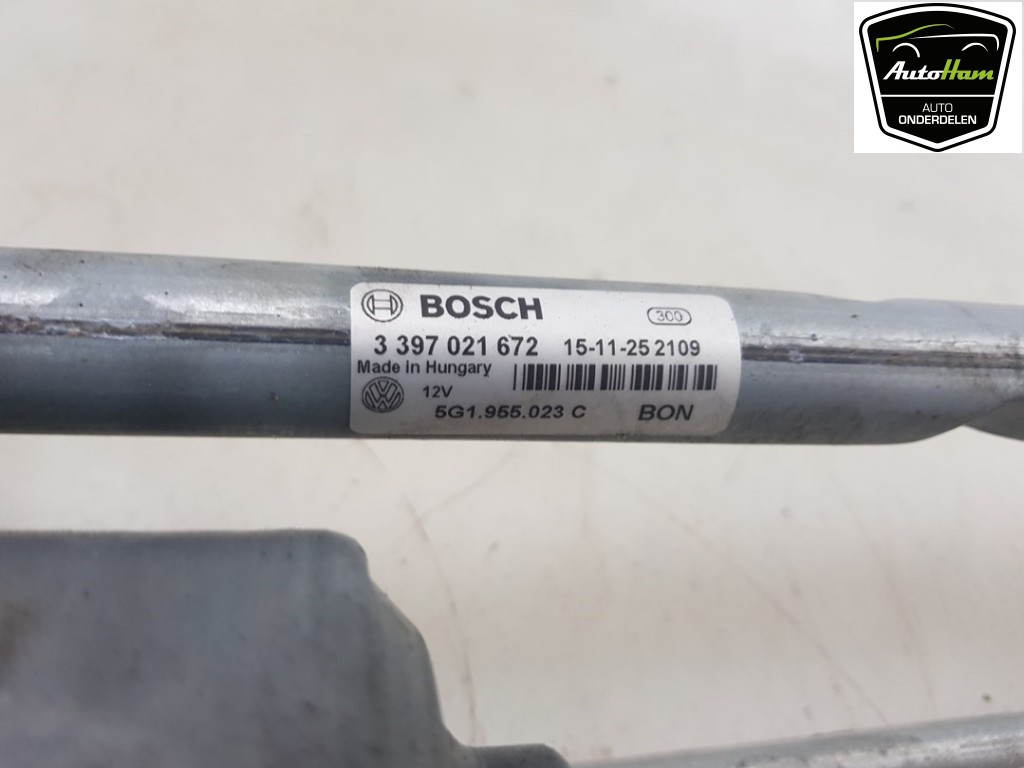 AutoHam
AUTO
ONDERDELEN
BOSCH
300
3 397 021 672 15-11-25 2109
Made in Hungary
12V
5G1.955.023 C BON